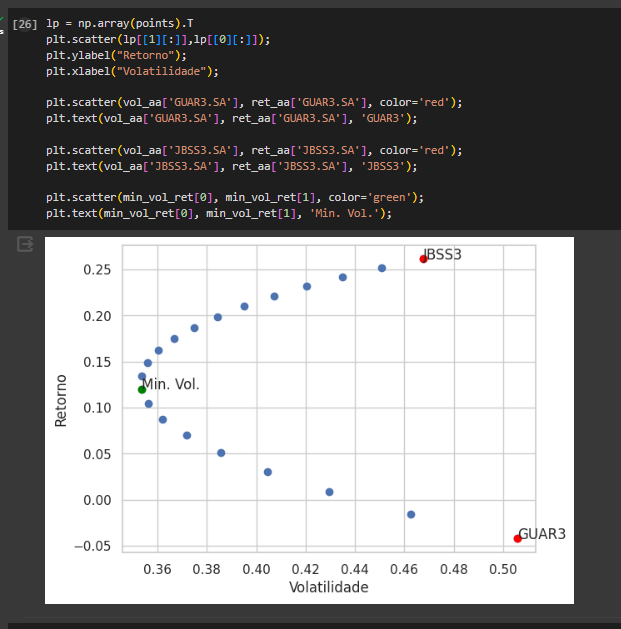 [26] lp = np.array(points).T
s plt.scatter(lp[[1][:]],lp[[0][:]]);
plt.ylabel("Retorno");
plt.xlabel("Volatilidade");
plt.scatter(vol_aa['GUAR3.SA'], ret_aa['GUAR3.SA'], color='red');
plt.text(vol_aa['GUAR3.SA'], ret_aa['GUAR3.SA'], 'GUAR3');
plt.scatter(vol_aa['JBSS3.SA'], ret_aa['JBSS3.SA'], color='red');
plt.text(vol_aa['JBSS3.SA'], ret_aa['JBSS3.SA'], 'JBSS3');
plt.scatter(min_vol_ret[0], min_vol_ret[1], color='green');
plt.text(min_vol_ret[0], min_vol_ret[1], 'Min. Vol.');
JBSS3
0.25
0.20
0.15
Min. Vol.
0.10
0.05
0.00
GUAR3
−0.05
Retorno
0.36 0.38 0.40 0.42 0.44 0.46 0.48 0.50
Volatilidade